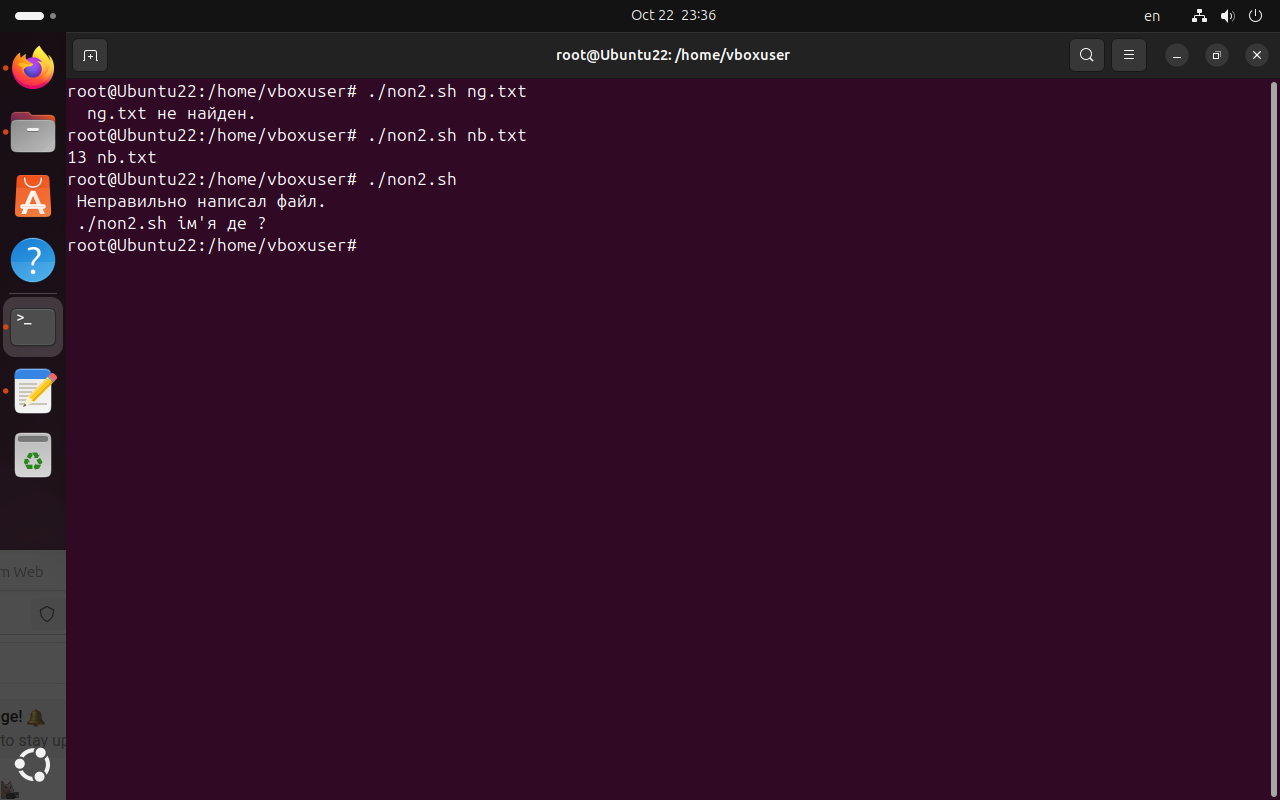 Oct 22 23:36
en
root@Ubuntu22: /home/vboxuser
root@Ubuntu22:/home/vboxuser# ./non2.sh ng.txt
ng.txt не найден.
root@Ubuntu22:/home/vboxuser# ./non2.sh nb.txt
13 nb.txt
root@Ubuntu22:/home/vboxuser# ./non2.sh
Неправильно написал файл.
./non2.sh ім'я де ?
root@Ubuntu22:/home/vboxuser#
m Web
ge! 🔔
to stay up